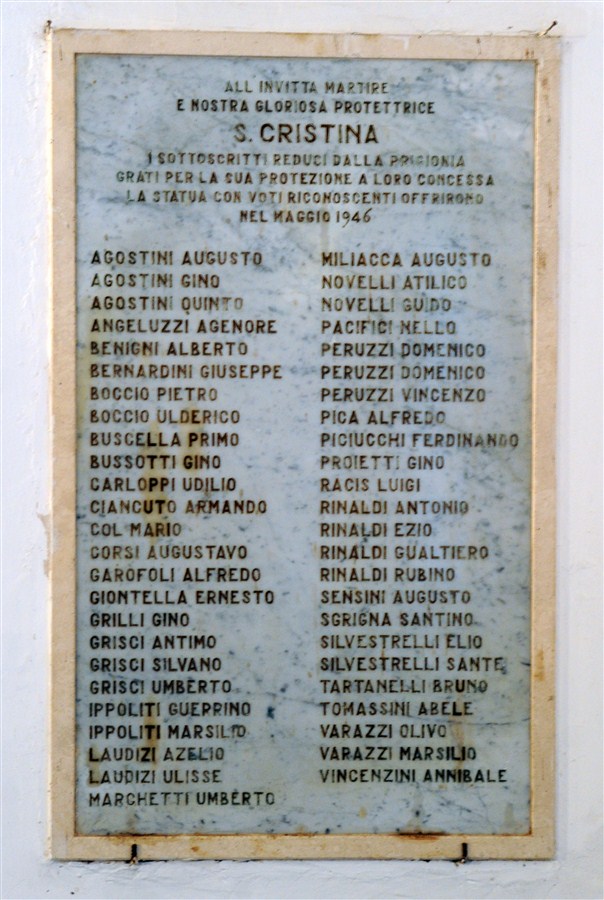 ALL INVITTA MARTIRE
E NOSTRA GLORIOSA PROTETTRICE
S. CRISTINA
I SOTTOSCRITTI REDUCI DALLA PRIGIONIA
GRATI PER LA SUA PROTEZIONE A LORO CONCESSA
LA STATUA CON VOTI RICONOSCENTI OFFRIRONO
NEL MAGGIO 1946
AGOSTINI AUGUSTO
AGOSTINI GINO
AGOSTINI QUINTO
ANGELUZZI AGENORE
BENIGNI ALBERTO
BERNARDINI GIUSEPPE
BOCCIO PIETRO
BOCCIO ULDERICO
BUSCELLA PRIMO
BUSSOTTI GINO
CARLOPPI UDILIO
CIANCUTO ARMANDO
COL MARIO
CORSI AUGUSTAVO
GAROFOLI ALFREDO
GIONTELLA ERNESTO
GRILLI GINO
GRISCI ANTIMO
GRISCI SILVANO
GRISCI UMBERTO
IPPOLITI GUERRINO
IPPOLITI MARSILIO
LAUDIZI AZELIO
LAUDIZI ULISSE
MARCHETTI UMBERTO
MILIACCA AUGUSTO
NOVELLI ATILICO
NOVELLI GUIDO
PACIFICI NELLO
PERUZZI DOMENICO
PERUZZI DOMENICO
PERUZZI VINCENZO
PICA ALFREDO
PICIUCCHI FERDINANDO
PROIETTI GINO
RACIS LUIGI
RINALDI ANTONIO
RINALDI EZIO
RINALDI GUALTIERO
RINALDI RUBINO
SENSINI AUGUSTO
SGRIGNA SANTINO
SILVESTRELLI ELIO
SILVESTRELLI SANTE
TARTANELLI BRUNO
TOMASSINI ABELE
VARAZZI OLIVO
VARAZZI MARSILIO
VINCENZINI ANNIBALE